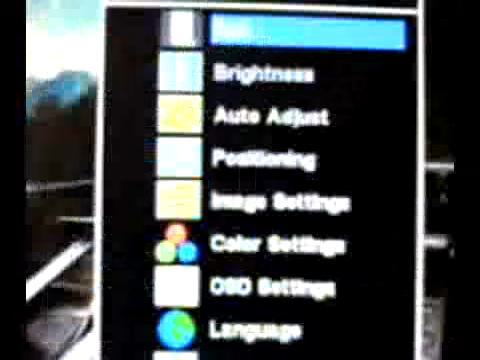 Brightness
Auto Adjust
Positioning
Image Settings
Color Settings
OSD Settings
Language